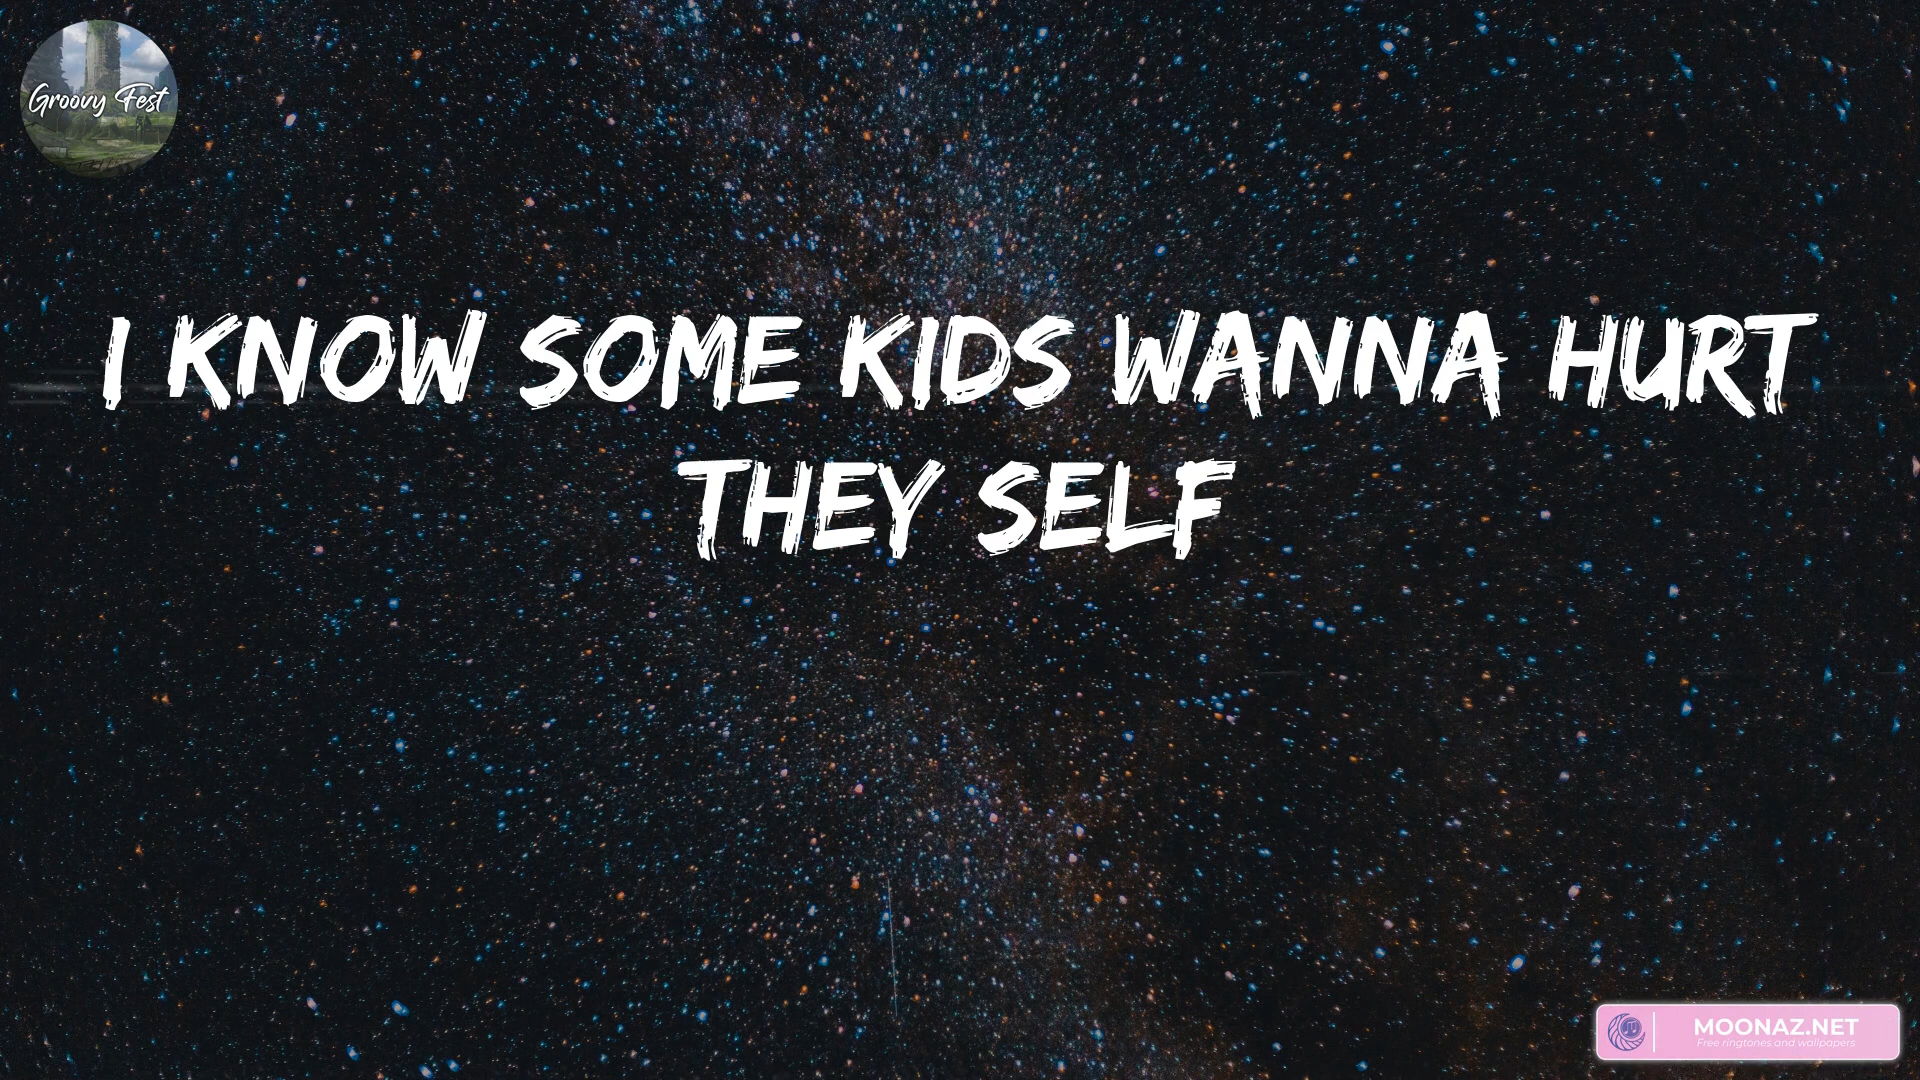 Groovy Fest
I KNOW SOME KIDS WANNA HURT
THEY SELF
MOONAZ.NET
Free ringtones and wallpapers